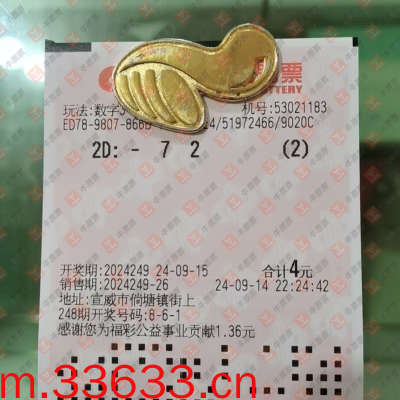 票
LOTTERY
玩法:数字3 机号:53021183
ED78-9807-866 24/51972466/9020C
2D: - 7 2 (2)
开奖期:2024249 24-09-15 合计4元
销售期:2024249-26 24-09-14 22:24:42
地址:宣威市倘塘镇街上
248期开奖号码:8-6-1
感谢您为福彩公益事业贡献1.36元
m.33633.cn